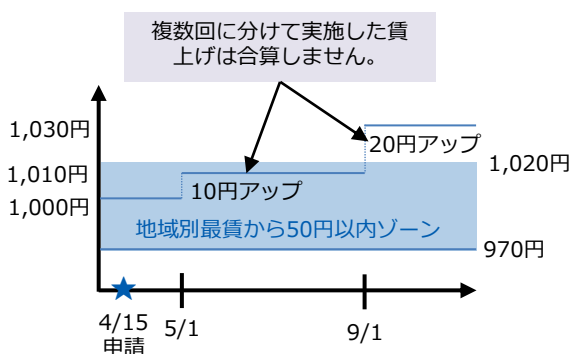 複数回に分けて実施した賃
上げは合算しません。
1,030円
20円アップ
1,020円
1,010円
10円アップ
1,000円
地域別最賃から50円以内ゾーン
970円
4/15
申請
5/1
9/1